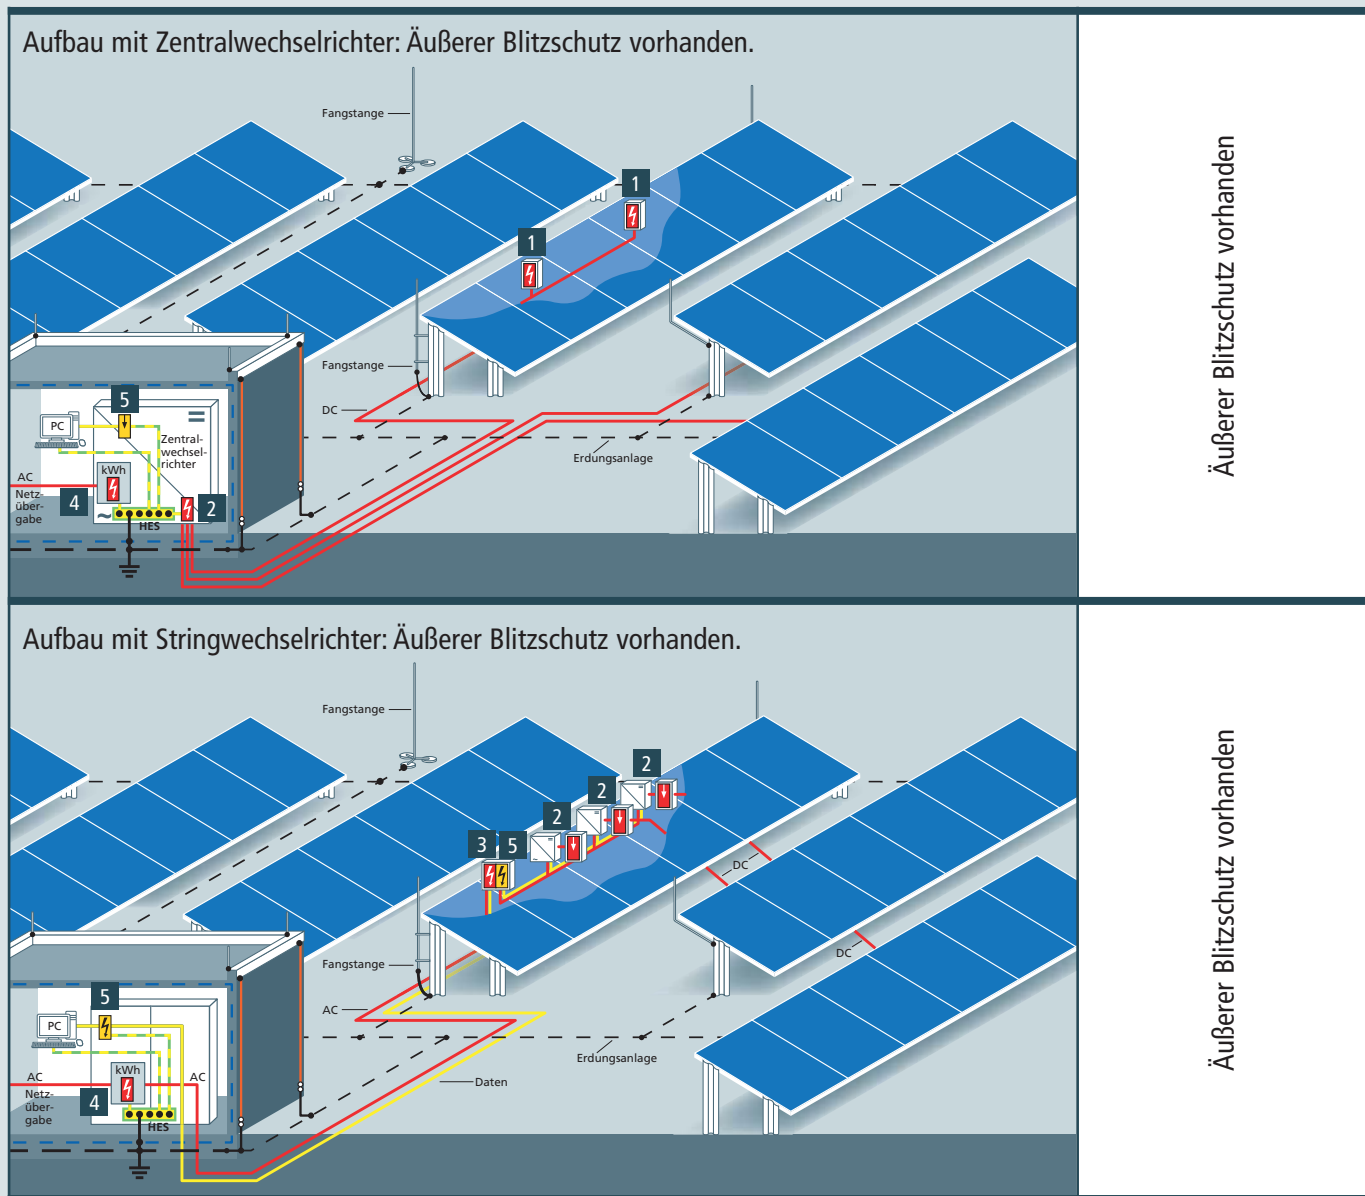 Aufbau mit Zentralwechselrichter: Äußerer Blitzschutz vorhanden.
Fangstange
1
1
Fangstange
DC
Erdungsanlage
5
PC
Zentral-
wechsel-
richter
kWh
AC
Netz-
über-
gabe
4
2
HES
Äußerer Blitzschutz vorhanden
Aufbau mit Stringwechselrichter: Äußerer Blitzschutz vorhanden.
Fangstange
2
2
2
3
5
DC
DC
Fangstange
AC
Erdungsanlage
Daten
5
PC
kWh
AC
AC
Netz-
über-
gabe
4
HES
Äußerer Blitzschutz vorhanden